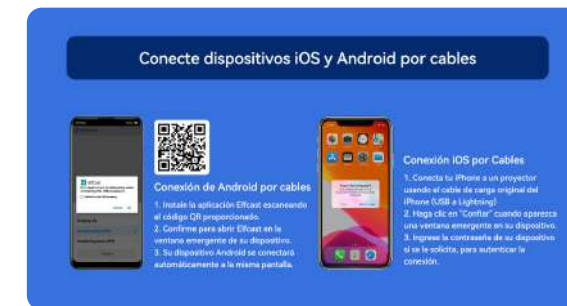 Conecte dispositivos iOS y Android por cables
Conexión de Android por cables
1. Instale la aplicación Elfcast escaneando
el código QR proporcionado.
2. Confirme para abrir Elfcast en la
ventana emergente de su dispositivo.
3. Su dispositivo Android se conectará
automáticamente a la misma pantalla.
Conexión iOS por Cables
1. Conecta tu iPhone a un proyector
usando el cable de carga original del
iPhone (USB a Lightning)
2. Haga clic en "Confiar" cuando aparezca
una ventana emergente en su dispositivo.
3. Ingrese la contraseña de su dispositivo
si se le solicita, para autenticar la
conexión.